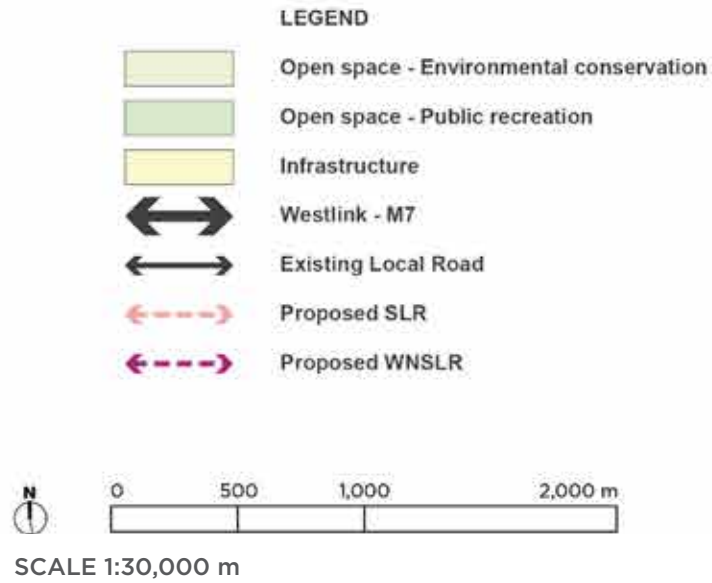 LEGEND
Open space - Environmental conservation
Open space - Public recreation
Infrastructure
Westlink - M7
Existing Local Road
Proposed SLR
Proposed WNSLR
N 0 500 1,000 2,000 m
SCALE 1:30,000 m